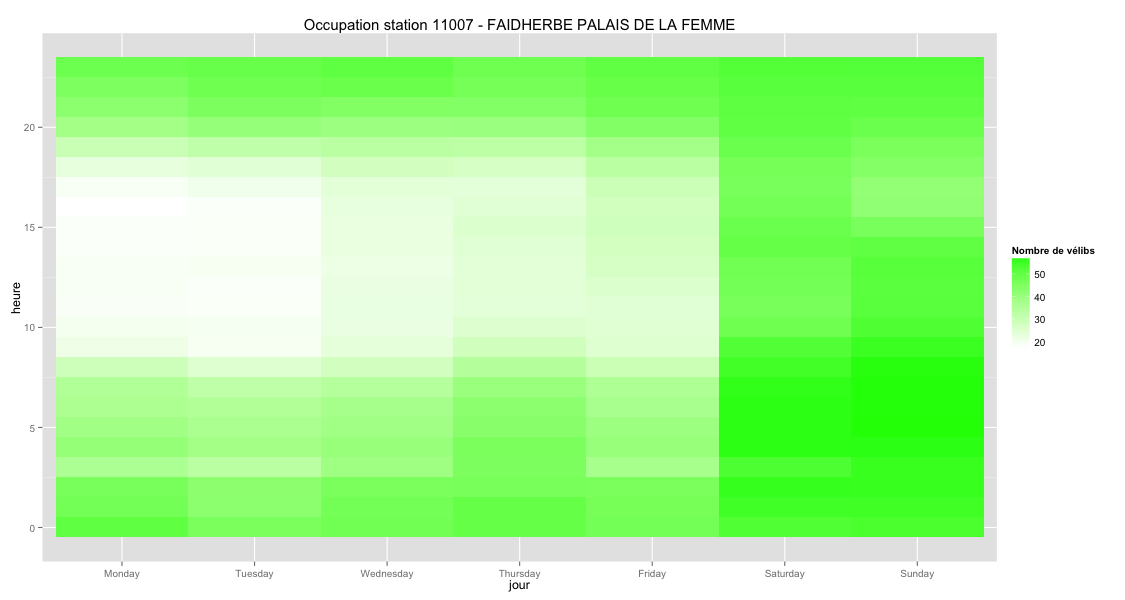 Occupation station 11007 - FAIDHERBE PALAIS DE LA FEMME
heure
20
15
10
5
0
Monday Tuesday Wednesday Thursday Friday Saturday Sunday
jour
Nombre de vélibs
50
40
30
20